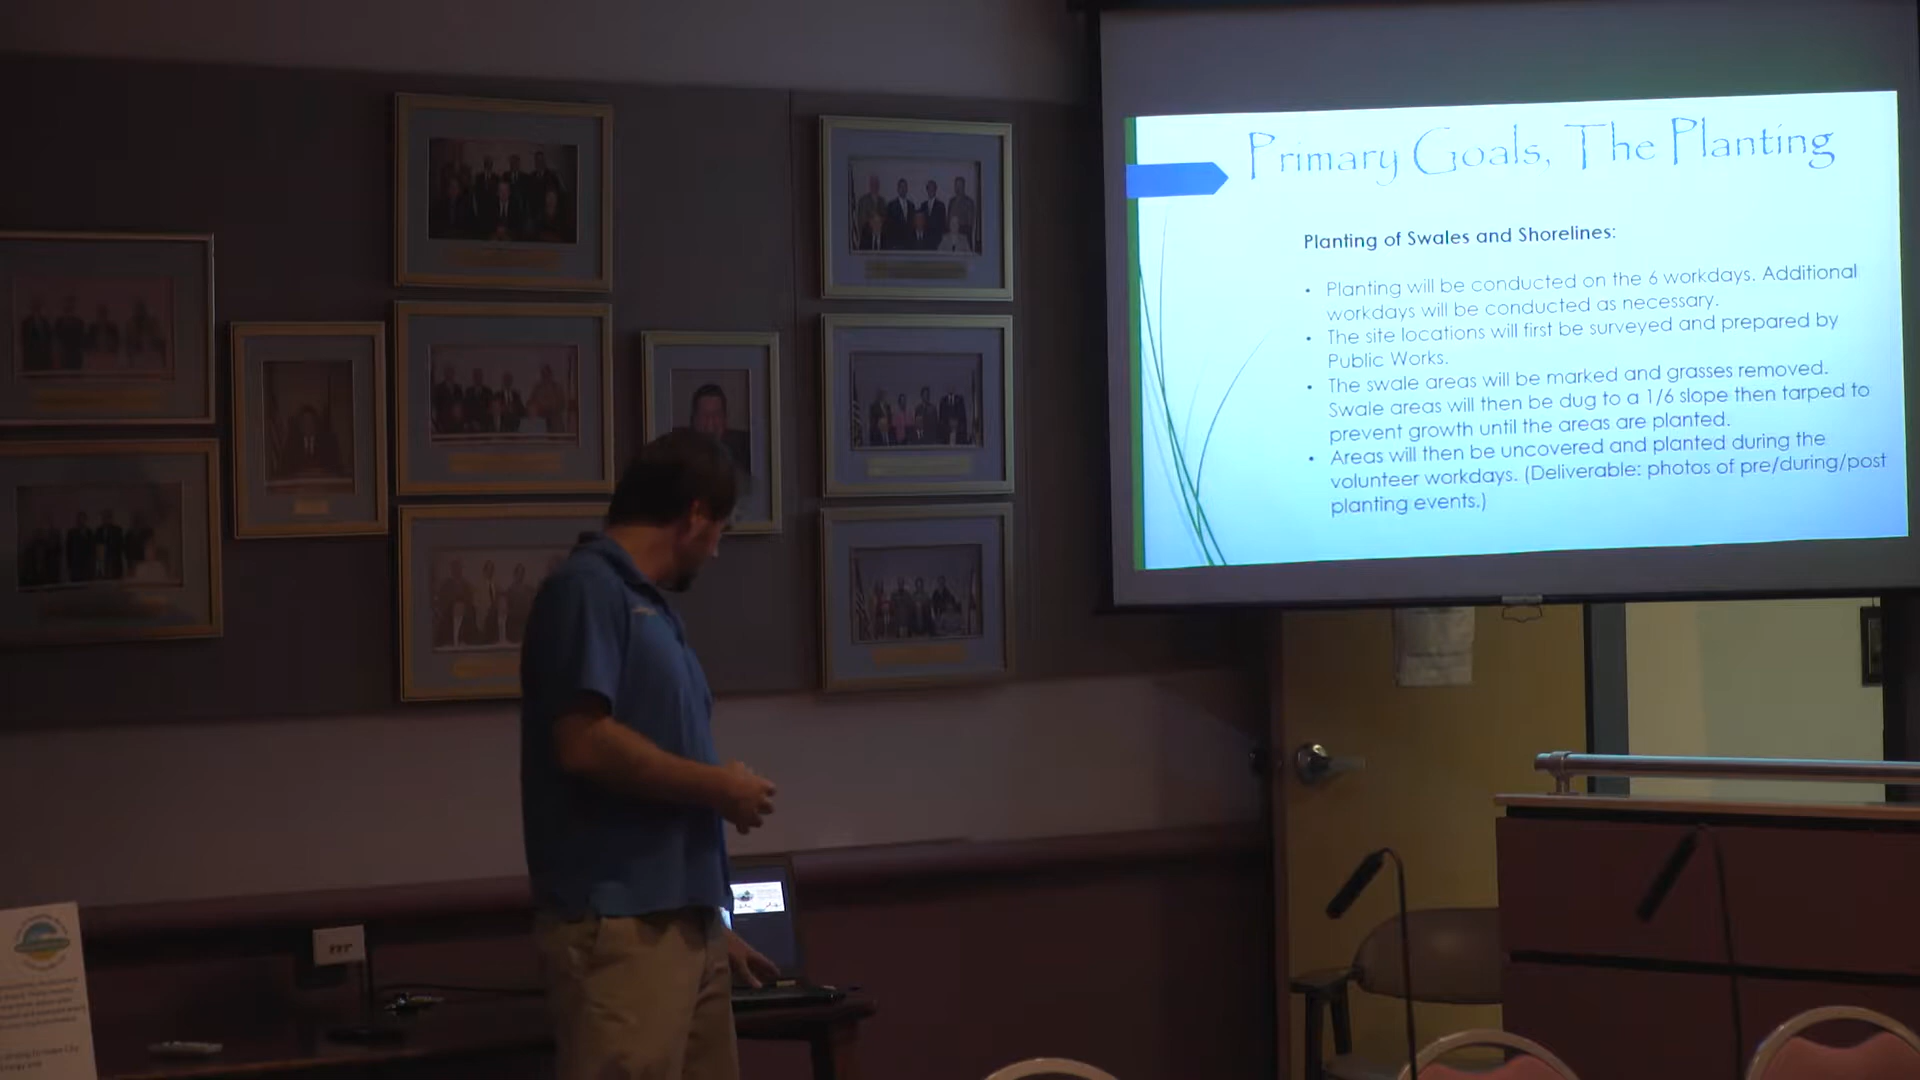 Primary Goals, The Planting
Planting of Swales and Shorelines:
• Planting will be conducted on the 6 workdays. Additional
workdays will be conducted as necessary.
• The site locations will first be surveyed and prepared by
Public Works.
• The swale areas will be marked and grasses removed.
Swale areas will then be dug to a 1/6 slope then tarped to
prevent growth until the areas are planted.
• Areas will then be uncovered and planted during the
volunteer workdays. (Deliverable: photos of pre/during/post
planting events.)